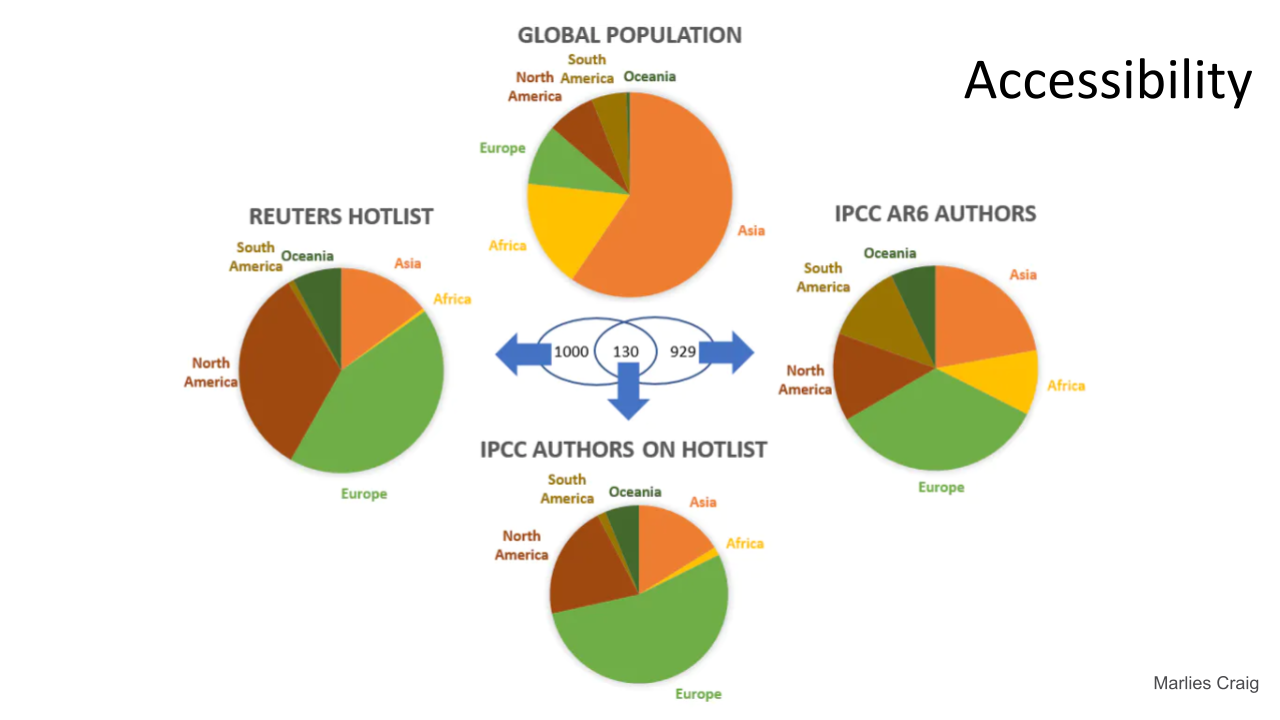 GLOBAL POPULATION
Accessibility
South
America
North
America
Oceania
Europe
Africa
Asia
REUTERS HOTLIST
South
America
Oceania
Asia
Africa
North
America
Europe
1000
130
929
IPCC AR6 AUTHORS
Oceania
South
America
Asia
North
America
Africa
Europe
IPCC AUTHORS ON HOTLIST
South
America
Oceania
Asia
North
America
Africa
Europe
Marlies Craig